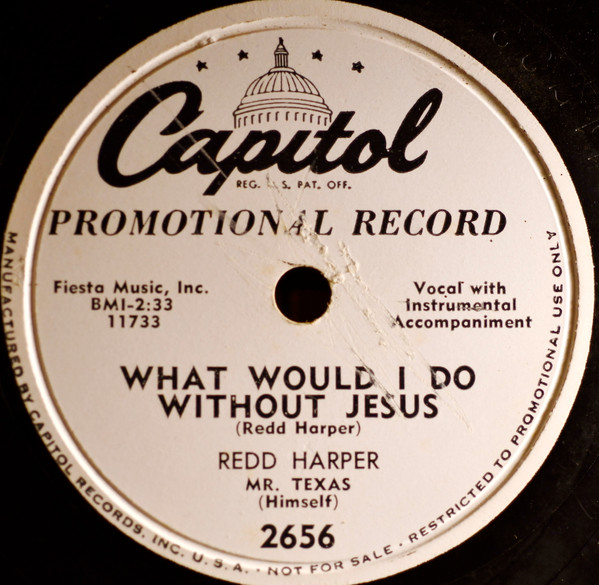 Capitol
REG. U.S. PAT. OFF.
PROMOTIONAL RECORD
Fiesta Music, Inc.
BMI-2:33
11733
Vocal with
Instrumental
Accompaniment
WHAT WOULD I DO
WITHOUT JESUS
(Redd Harper)
REDD HARPER
MR. TEXAS
(Himself)
2656
MANUFACTURED BY CAPITOL RECORDS, INC. U.S.A. · NOT FOR SALE · RESTRICTED TO PROMOTIONAL USE ONLY